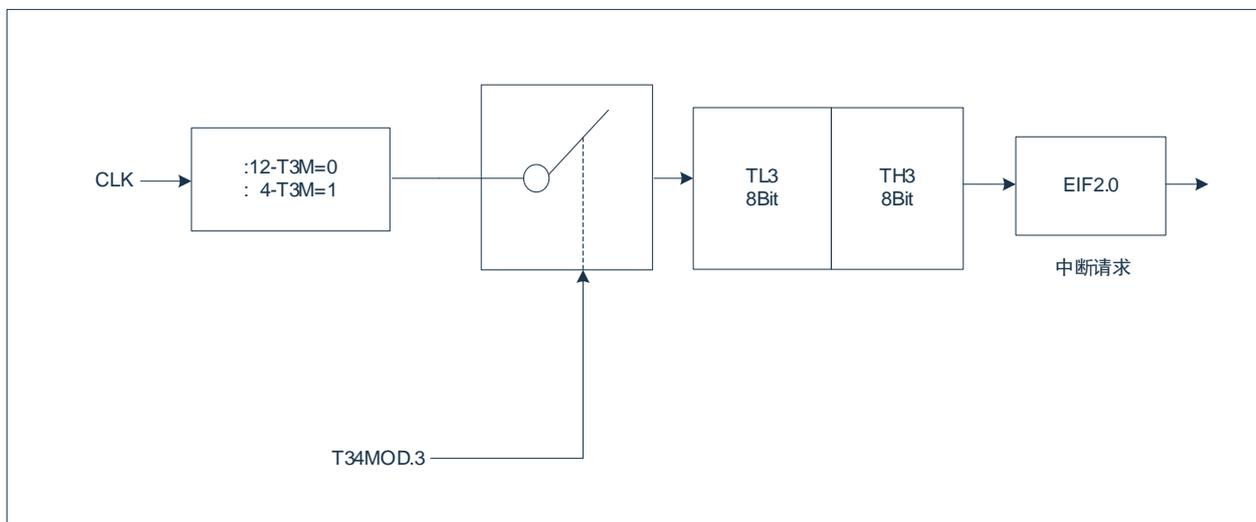 CLK
:12-T3M=0
: 4-T3M=1
TL3
8Bit
TH3
8Bit
EIF2.0
中断请求
T34MOD.3